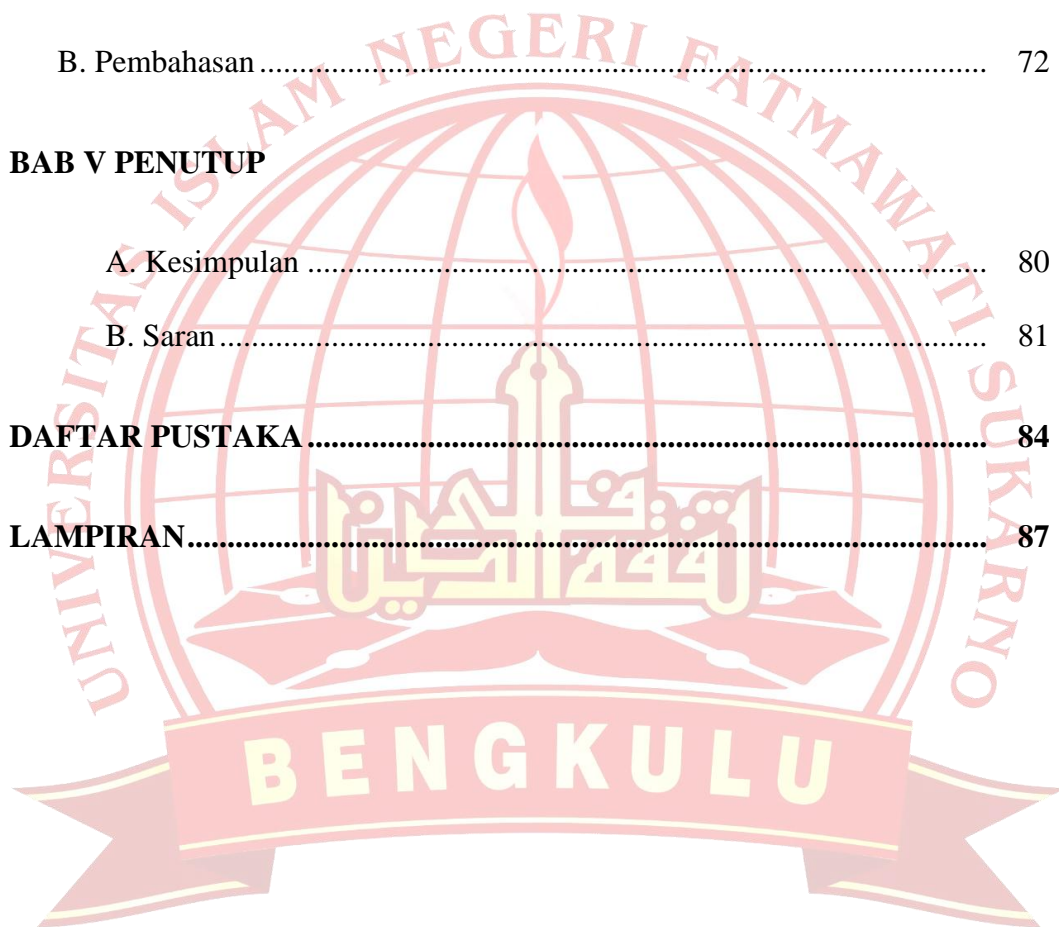 B. Pembahasan ............................................................................................ 72
BAB V PENUTUP
A. Kesimpulan ...................................................................................... 80
B. Saran ................................................................................................. 81
DAFTAR PUSTAKA ...................................................................................... 84
LAMPIRAN ..................................................................................................... 87
UNIVERSITAS ISLAM NEGERI FATMAWATI SUKARNO
BENGKULU